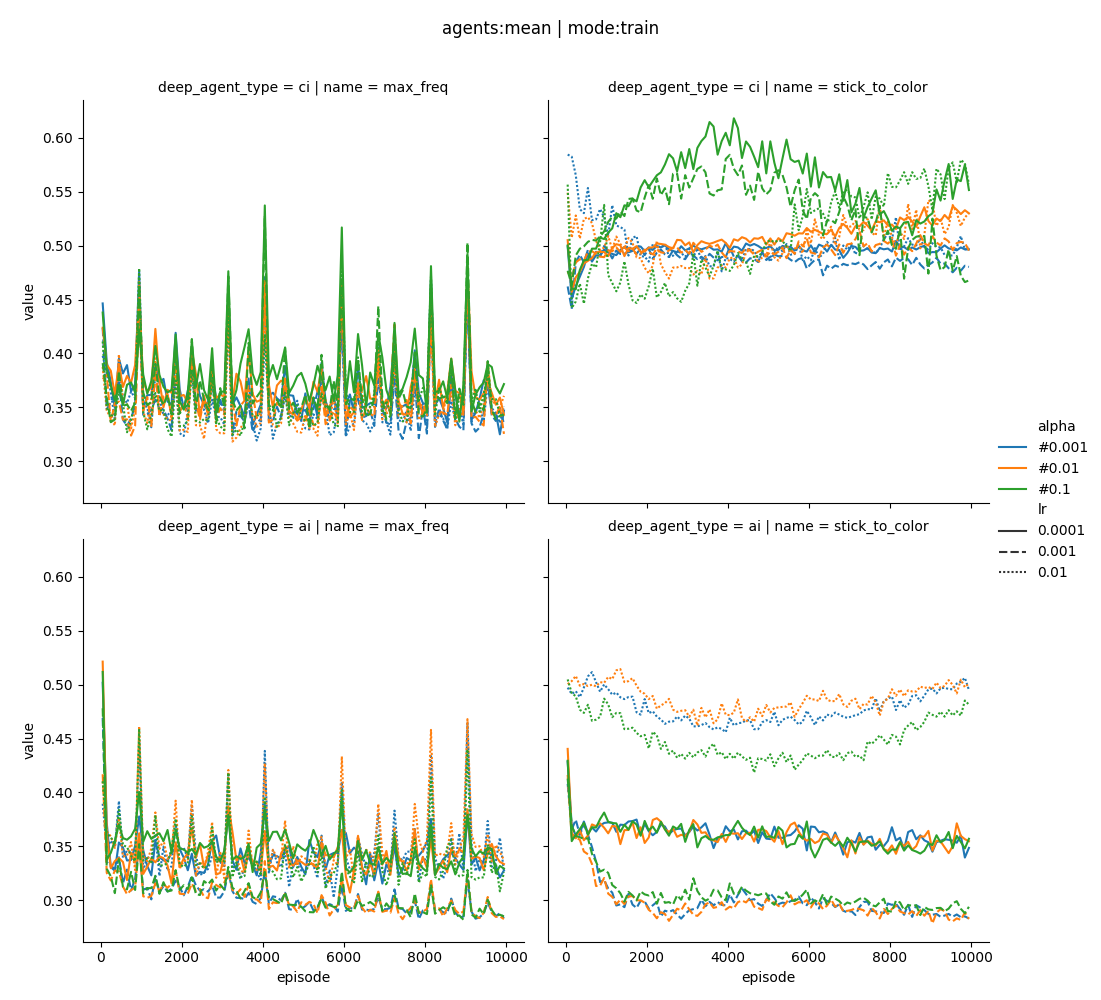 agents:mean | mode:train
deep_agent_type = ci | name = max_freq
deep_agent_type = ci | name = stick_to_color
0.60
0.55
0.50
0.45
0.40
0.35
0.30
value
alpha
#0.001
#0.01
#0.1
lr
0.0001
0.001
0.01
deep_agent_type = ai | name = max_freq
deep_agent_type = ai | name = stick_to_color
0.60
0.55
0.50
0.45
0.40
0.35
0.30
value
0 2000 4000 6000 8000 10000
episode
0 2000 4000 6000 8000 10000
episode